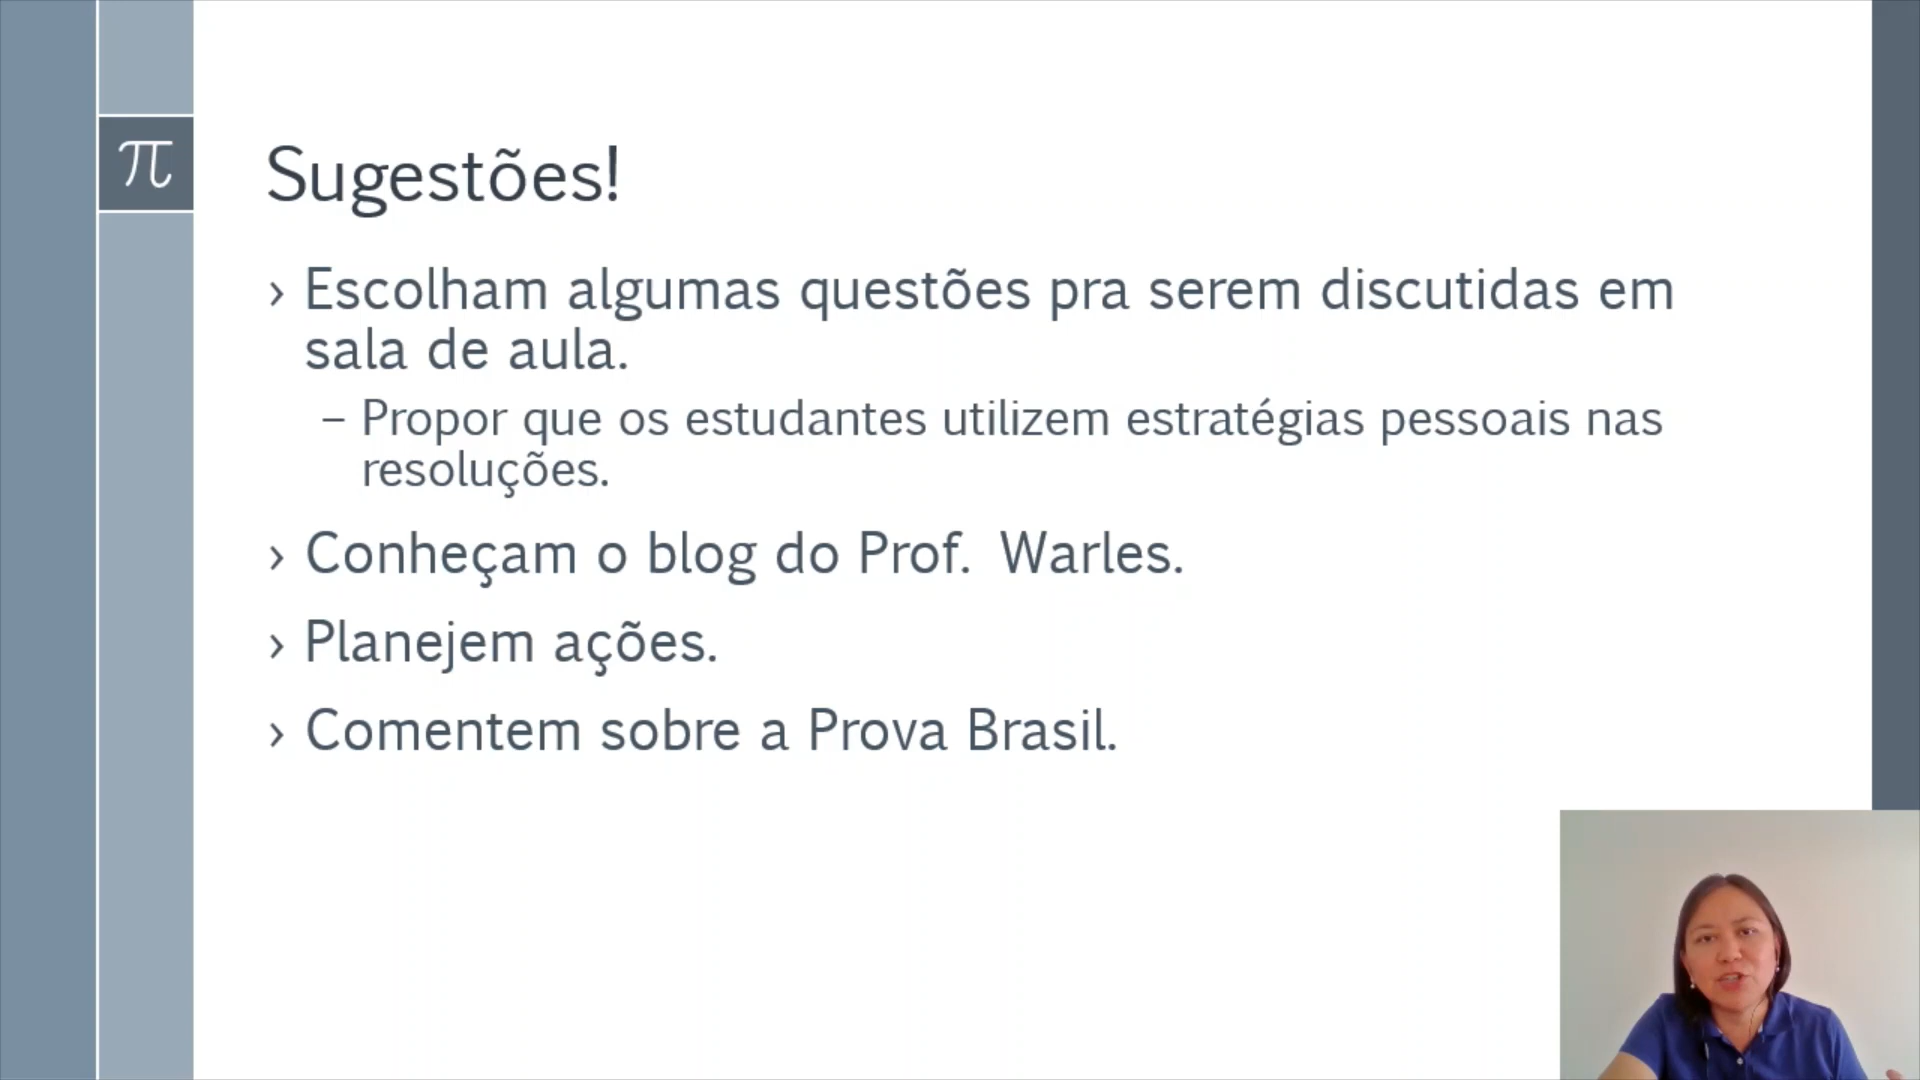 π
Sugestões!
› Escolham algumas questões pra serem discutidas em
sala de aula.
– Propor que os estudantes utilizem estratégias pessoais nas
resoluções.
› Conheçam o blog do Prof. Warles.
› Planejem ações.
› Comentem sobre a Prova Brasil.